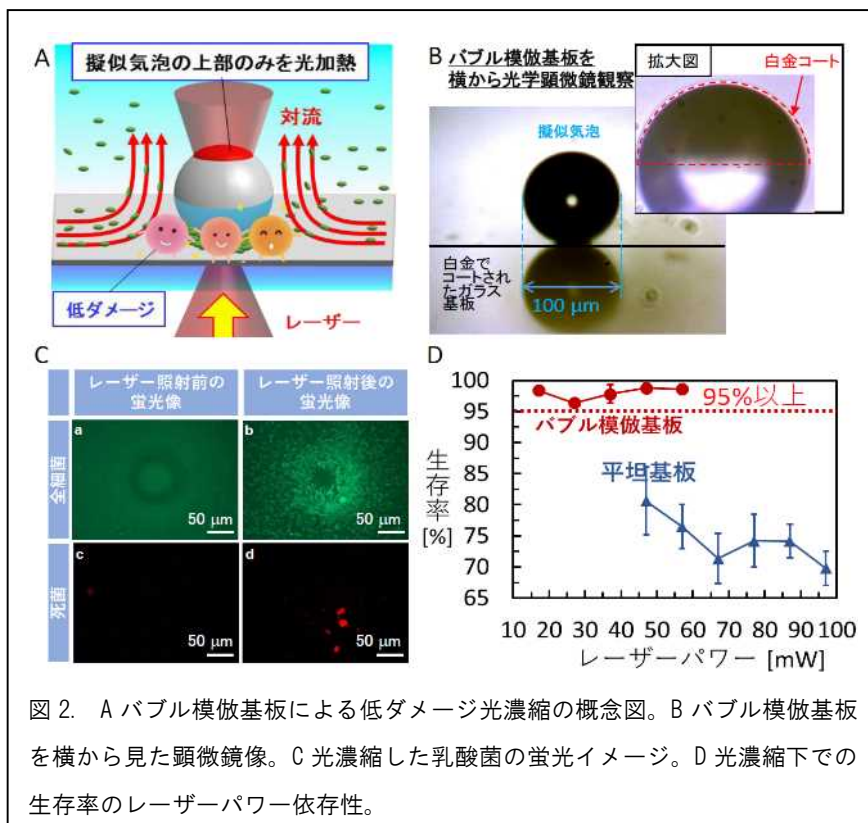 A
擬似気泡の上部のみを光加熱
対流
低ダメージ
レーザー
B バブル模倣基板を
横から光学顕微鏡観察
拡大図
白金コート
擬似気泡
白金で
コートされ
たガラス
基板
100 μm
C
レーザー照射前の
蛍光像
レーザー照射後の
蛍光像
全細菌
a
50 μm
b
50 μm
死菌
c
50 μm
d
50 μm
D
生存率
[%]
100
95
90
85
80
75
70
65
95%以上
バブル模倣基板
平坦基板
10 20 30 40 50 60 70 80 90 100
レーザーパワー [mW]
図 2. A バブル模倣基板による低ダメージ光濃縮の概念図。B バブル模倣基板
を横から見た顕微鏡像。C 光濃縮した乳酸菌の蛍光イメージ。D 光濃縮下での
生存率のレーザーパワー依存性。